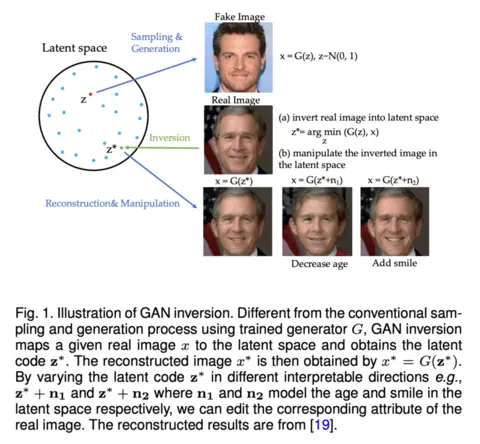 Fake Image
Sampling &
Generation
Latent space
z
x = G(z), z~N(0, 1)
Real Image
(a) invert real image into latent space
z*= arg min (G(z), x)
z
Inversion
z*
(b) manipulate the inverted image in
the latent space
x = G(z*)
x = G(z*+n₁)
x = G(z*+n₂)
Reconstruction& Manipulation
Decrease age
Add smile
Fig. 1. Illustration of GAN inversion. Different from the conventional sam-
pling and generation process using trained generator G, GAN inversion
maps a given real image x to the latent space and obtains the latent
code z*. The reconstructed image x* is then obtained by x* = G(z*).
By varying the latent code z* in different interpretable directions e.g.,
z* + n₁ and z* + n₂ where n₁ and n₂ model the age and smile in the
latent space respectively, we can edit the corresponding attribute of the
real image. The reconstructed results are from [19].